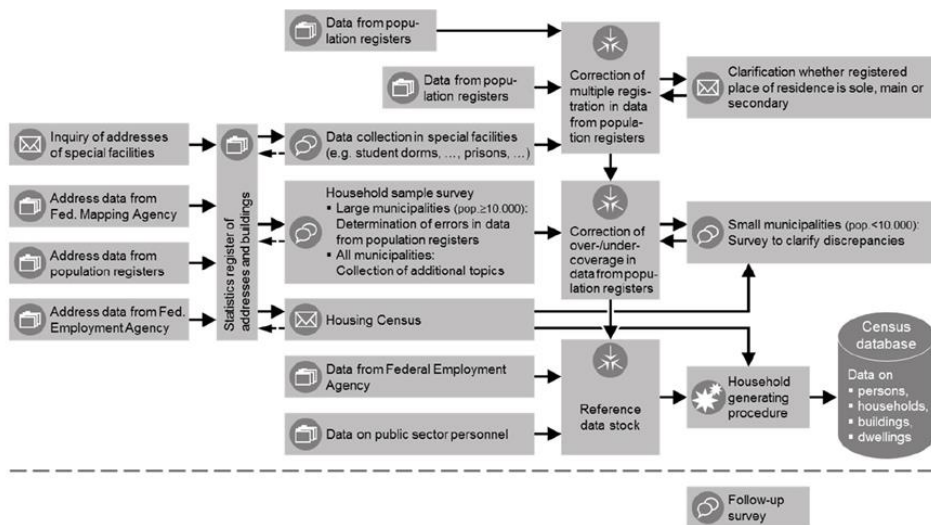 Data from popu-
lation registers
Data from popu-
lation registers
Correction of
multiple regist-
ration in data
from popula-
tion registers
Clarification whether registered
place of residence is sole, main or
secondary
Inquiry of addresses
of special facilities
Data collection in special facilities
(e.g. student dorms, …, prisons, …)
Address data from
Fed. Mapping Agency
Address data from
population registers
Address data from Fed.
Employment Agency
Statistics register of
addresses and buildings
Household sample survey
▪ Large municipalities (pop.≥10.000):
Determination of errors in data
from population registers
▪ All municipalities:
Collection of additional topics
Correction
of over-/under-
coverage in
data from popu-
lation registers
Small municipalities (pop.<10.000):
Survey to clarify discrepancies
Housing Census
Data from Federal Employment
Agency
Data on public sector personnel
Reference
data stock
Household
generating
procedure
Census
database
Data on
▪ persons,
▪ households,
▪ buildings,
▪ dwellings
Follow-up
survey